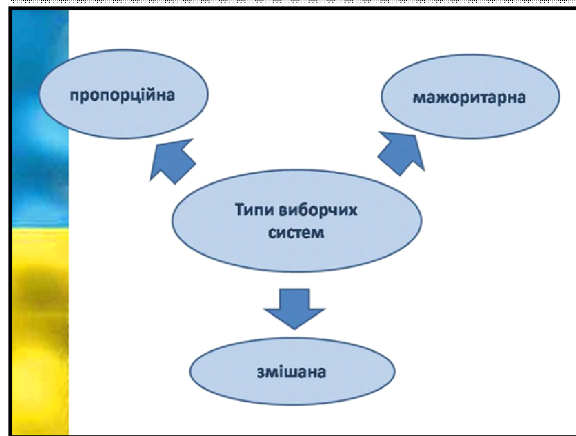 пропорційна
мажоритарна
Типи виборчих
систем
змішана